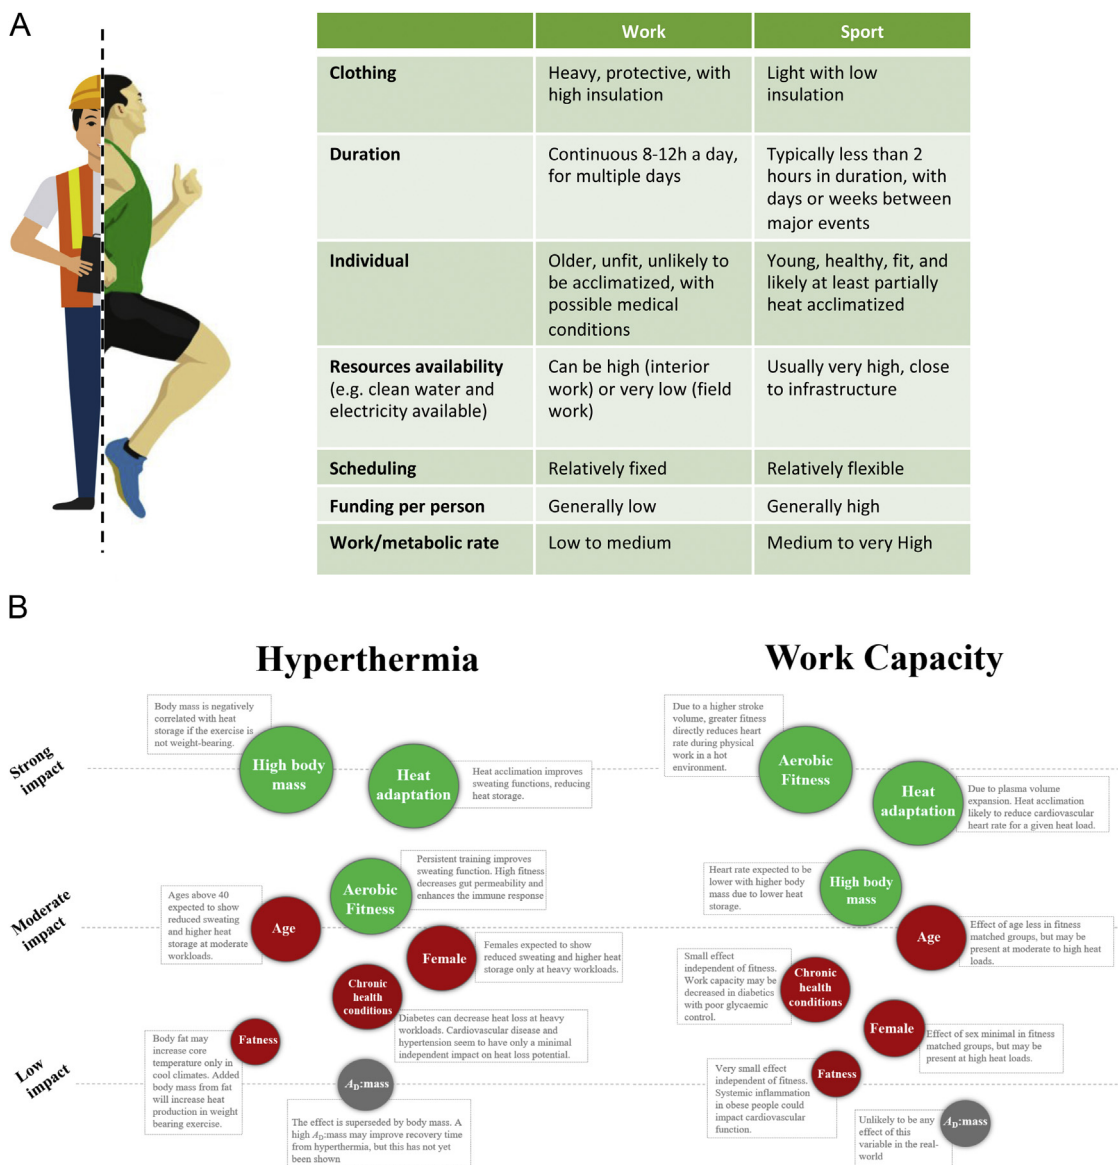 A
Work
Sport
Clothing
Heavy, protective, with
high insulation
Light with low
insulation
Duration
Continuous 8-12h a day,
for multiple days
Typically less than 2
hours in duration, with
days or weeks between
major events
Individual
Older, unfit, unlikely to
be acclimatized, with
possible medical
conditions
Young, healthy, fit, and
likely at least partially
heat acclimatized
Resources availability
(e.g. clean water and
electricity available)
Can be high (interior
work) or very low (field
work)
Usually very high, close
to infrastructure
Scheduling
Relatively fixed
Relatively flexible
Funding per person
Generally low
Generally high
Work/metabolic rate
Low to medium
Medium to very High
B
Hyperthermia
Strong
impact
Body mass is negatively
correlated with heat
storage if the exercise is
not weight-bearing.
High body
mass
Heat
adaptation
Heat acclimation improves
sweating functions, reducing
heat storage.
Moderate
impact
Persistent training improves
sweating function. High fitness
decreases gut permeability and
enhances the immune response
Aerobic
Fitness
Ages above 40
expected to show
reduced sweating
and higher heat
storage at moderate
workloads.
Age
Female
Females expected to show
reduced sweating and higher heat
storage only at heavy workloads.
Chronic
health
conditions
Diabetes can decrease heat loss at heavy
workloads. Cardiovascular disease and
hypertension seem to have only a minimal
independent impact on heat loss potential.
Low
impact
Fatness
Body fat may
increase core
temperature only in
cool climates. Added
body mass from fat
will increase heat
production in weight
bearing exercise.
AD:mass
The effect is superseded by body mass. A
high AD:mass may improve recovery time
from hyperthermia, but this has not yet
been shown
Work Capacity
Due to a higher stroke
volume, greater fitness
directly reduces heart
rate during physical
work in a hot
environment.
Aerobic
Fitness
Heat
adaptation
Due to plasma volume
expansion. Heat acclimation
likely to reduce cardiovascular
heart rate for a given heat load.
Heart rate expected to be
lower with higher body
mass due to lower heat
storage.
High body
mass
Age
Effect of age less in fitness
matched groups, but may be
present at moderate to high heat
loads.
Small effect
independent of fitness.
Work capacity may be
decreased in diabetics
with poor glycaemic
control.
Chronic
health
conditions
Female
Effect of sex minimal in fitness
matched groups, but may be
present at high heat loads.
Very small effect
independent of fitness.
Systemic inflammation
in obese people could
impact cardiovascular
function.
Fatness
Unlikely to be any
effect of this
variable in the real-
world
AD:mass